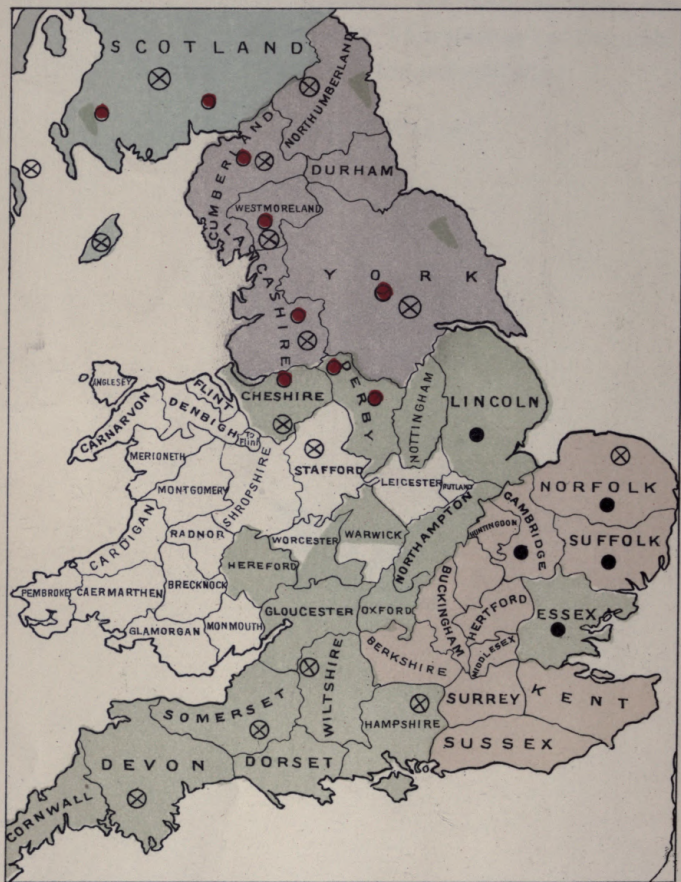 SCOTLAND
NORTHUMBERLAND
CUMBERLAND
DURHAM
WESTMORELAND
LANCASHIRE
YORK
ANGLESEY
CARNARVON
FLINT
DENBIGH
Flint
CHESHIRE
DERBY
NOTTINGHAM
LINCOLN
MERIONETH
MONTGOMERY
SHROPSHIRE
STAFFORD
LEICESTER
RUTLAND
NORFOLK
CARDIGAN
RADNOR
WORCESTER
WARWICK
NORTHAMPTON
HUNTINGDON
CAMBRIDGE
SUFFOLK
HEREFORD
PEMBROKE
CAERMARTHEN
BRECKNOCK
GLAMORGAN
MONMOUTH
GLOUCESTER
OXFORD
BUCKINGHAM
HERTFORD
ESSEX
MIDDLESEX
BERKSHIRE
SOMERSET
WILTSHIRE
HAMPSHIRE
SURREY
KENT
SUSSEX
DEVON
DORSET
CORNWALL